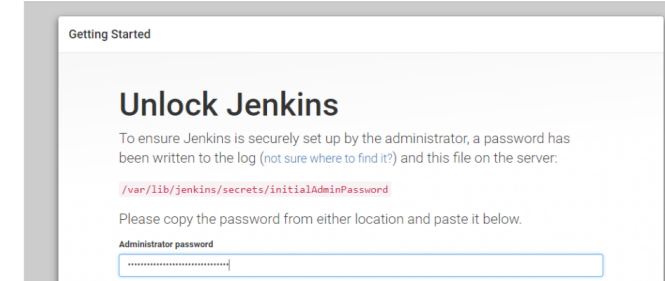 Getting Started
Unlock Jenkins
To ensure Jenkins is securely set up by the administrator, a password has
been written to the log (not sure where to find it?) and this file on the server:
/var/lib/jenkins/secrets/initialAdminPassword
Please copy the password from either location and paste it below.
Administrator password